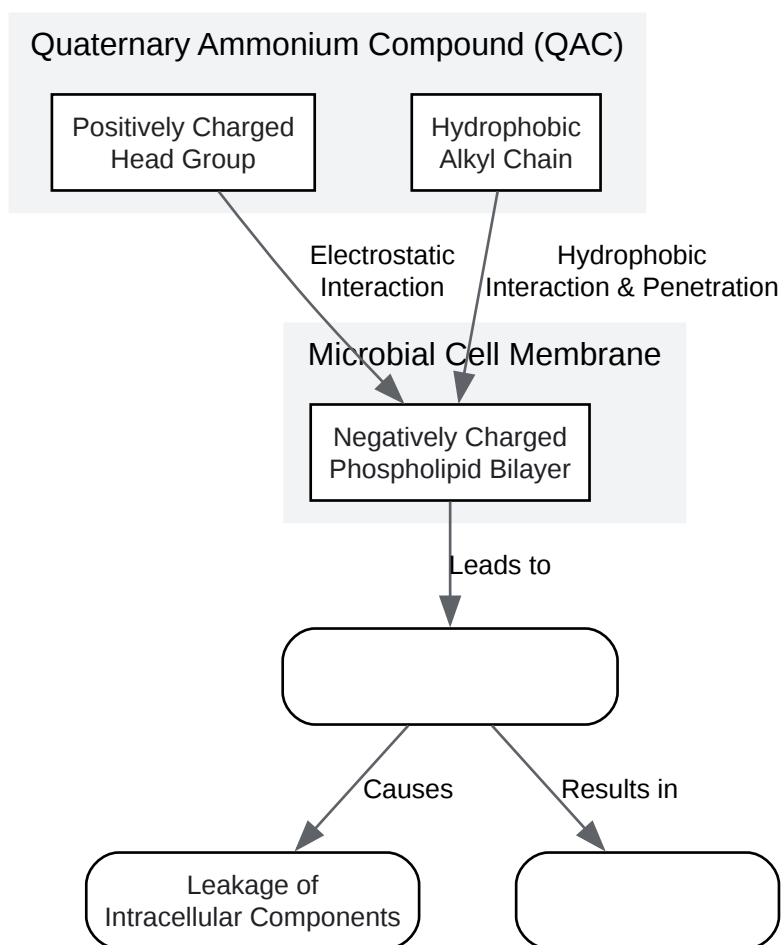 Quaternary Ammonium Compound (QAC)
Positively Charged
Head Group
Hydrophobic
Alkyl Chain
Electrostatic
Interaction
Hydrophobic
Interaction & Penetration
Microbial Cell Membrane
Negatively Charged
Phospholipid Bilayer
Leads to
Causes
Results in
Leakage of
Intracellular Components